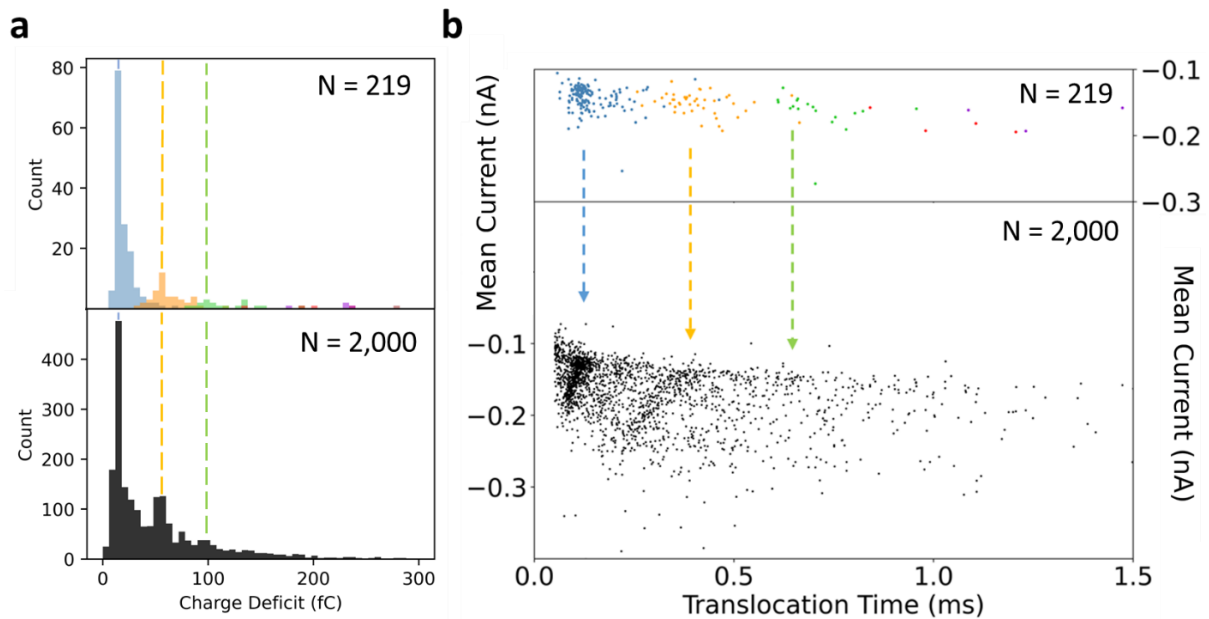 a
80
60
40
20
Count
N = 219
400
300
200
100
0
Count
N = 2,000
0
100
200
300
Charge Deficit (fC)
b
Mean Current (nA)
N = 219
−0.1
−0.2
−0.3
N = 2,000
−0.1
−0.2
−0.3
Mean Current (nA)
0.0
0.5
1.0
1.5
Translocation Time (ms)